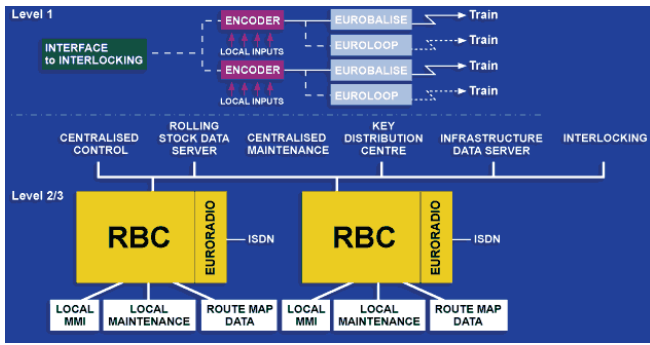 Level 1
INTERFACE
to INTERLOCKING
ENCODER
LOCAL INPUTS
ENCODER
LOCAL INPUTS
EUROBALISE
Train
EUROLOOP
Train
EUROBALISE
Train
EUROLOOP
Train
CENTRALISED
CONTROL
ROLLING
STOCK DATA
SERVER
CENTRALISED
MAINTENANCE
KEY
DISTRIBUTION
CENTRE
INFRASTRUCTURE
DATA SERVER
INTERLOCKING
Level 2/3
RBC
EURORADIO
ISDN
RBC
EURORADIO
ISDN
LOCAL
MMI
LOCAL
MAINTENANCE
ROUTE MAP
DATA
LOCAL
MMI
LOCAL
MAINTENANCE
ROUTE MAP
DATA